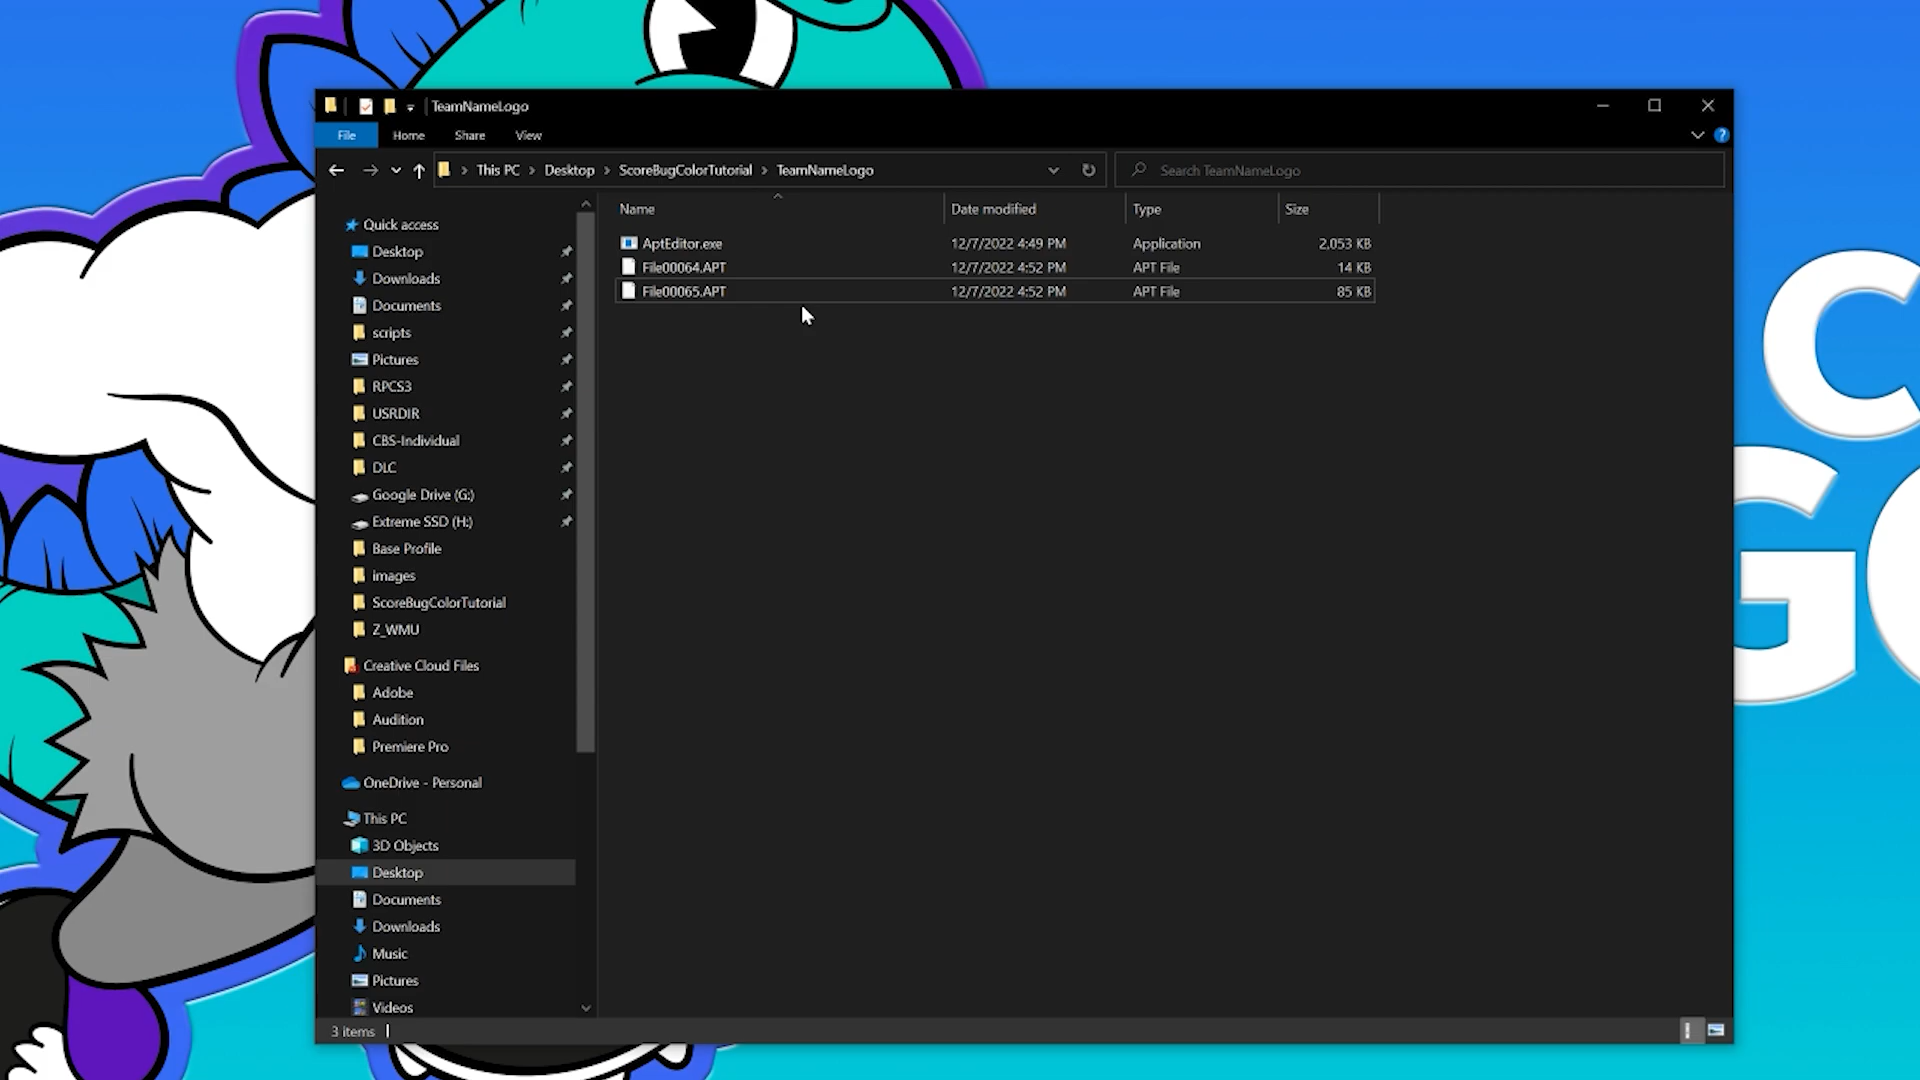 TeamNameLogo
File Home Share View
This PC Desktop ScoreBugColorTutorial TeamNameLogo
Search TeamNameLogo
Name Date modified Type Size
AptEditor.exe 12/7/2022 4:49 PM Application 2,053 KB
File00064.APT 12/7/2022 4:52 PM APT File 14 KB
File00065.APT 12/7/2022 4:52 PM APT File 85 KB
Quick access
Desktop
Downloads
Documents
scripts
Pictures
RPCS3
USRDIR
CBS-Individual
DLC
Google Drive (G:)
Extreme SSD (H:)
Base Profile
images
ScoreBugColorTutorial
Z_WMU
Creative Cloud Files
Adobe
Audition
Premiere Pro
OneDrive - Personal
This PC
3D Objects
Desktop
Documents
Downloads
Music
Pictures
Videos
3 items
C
G